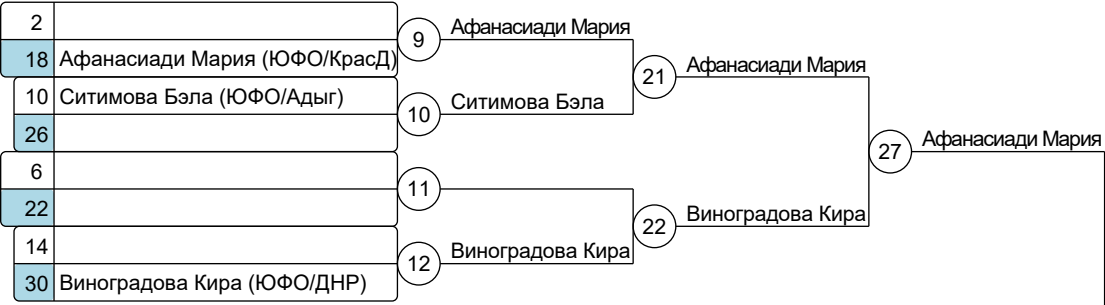 2
18 Афанасиади Мария (ЮФО/КрасД)
10 Ситимова Бэла (ЮФО/Адыг)
26
6
22
14
30 Виноградова Кира (ЮФО/ДНР)
9 Афанасиади Мария
10 Ситимова Бэла
11
12 Виноградова Кира
21 Афанасиади Мария
22 Виноградова Кира
27 Афанасиади Мария